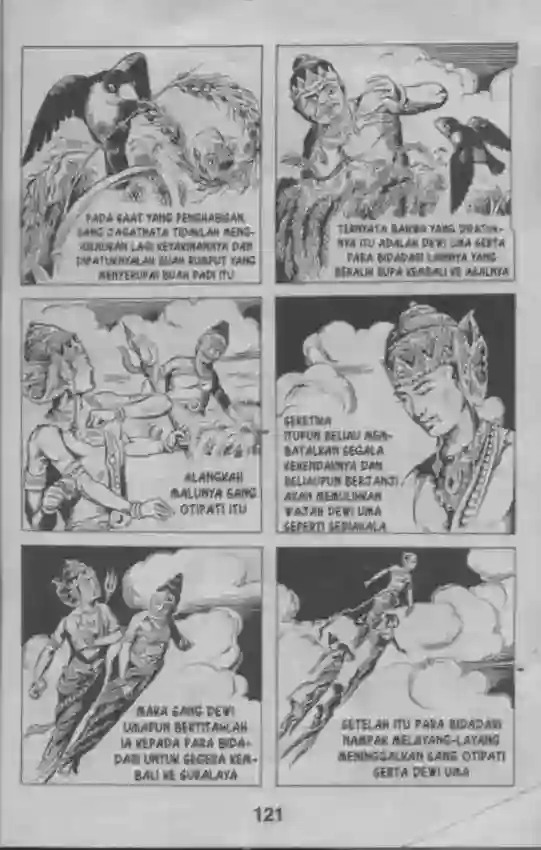 PADA SAAT YANG PENGHABISAN,
SANG JAGATNATA TIDAKLAH MENG-
HIRAUKAN LAGI KEYAKINANNYA DAN
DIPATUKNYALAH BUAH RUMPUT YANG
MENYERUPAI BUAH PADI ITU
TERNYATA BAHWA YANG DIPATUK-
NYA ITU ADALAH DEWI UMA SERTA
PARA BIDADARI LAINNYA YANG
BERALIH RUPA KEMBALI KE ASALNYA
ALANGKAH
MALUNYA SANG
OTIPATI ITU
SEKETIKA
ITUPUN BELIAU MEM-
BATALKAN SEGALA
KEHENDAKNYA DAN
BELIAUPUN BERJANJI
AKAN MEMULIHKAN
WAJAH DEWI UMA
SEPERTI SEDIAKALA
MAKA SANG DEWI
UMAPUN BERTITAHLAH
IA KEPADA PARA BIDA-
DARI UNTUK SEGERA KEM-
BALI KE SURALAYA
SETELAH ITU PARA BIDADARI
NAMPAK MELAYANG-LAYANG
MENINGGALKAN SANG OTIPATI
SERTA DEWI UMA
121